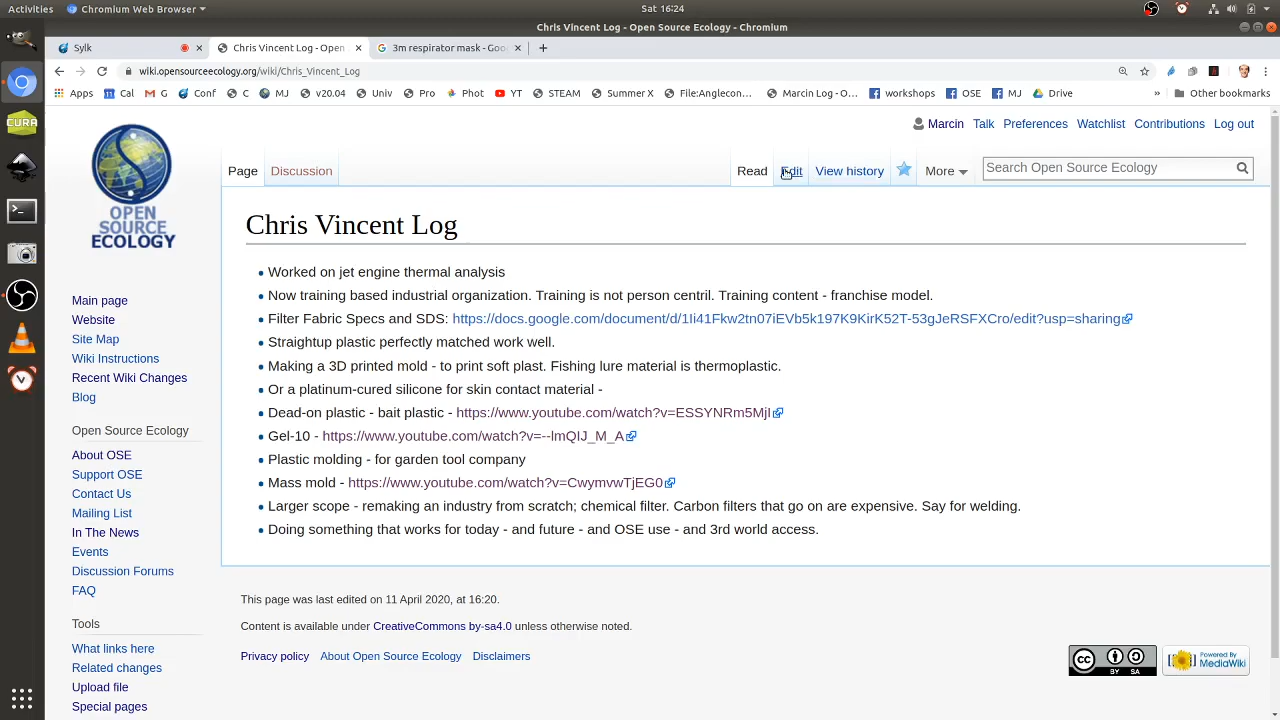 Activities Chromium Web Browser Sat 16:24
Chris Vincent Log - Open Source Ecology - Chromium
Sylk Chris Vincent Log - Open 3m respirator mask - Goo
wiki.opensourceecology.org/wiki/Chris_Vincent_Log
Apps Cal G Conf C MJ v20.04 Univ Pro Phot YT STEAM Summer X File:Anglecon... Marcin Log - O... workshops OSE MJ Drive » Other bookmarks
Marcin Talk Preferences Watchlist Contributions Log out
Page Discussion Read Edit View history More Search Open Source Ecology
CURA
OPEN
SOURCE
ECOLOGY
Chris Vincent Log
Worked on jet engine thermal analysis
Now training based industrial organization. Training is not person centril. Training content - franchise model.
Filter Fabric Specs and SDS: https://docs.google.com/document/d/1Ii41Fkw2tn07iEVb5k197K9KirK52T-53gJeRSFXCro/edit?usp=sharing
Straightup plastic perfectly matched work well.
Making a 3D printed mold - to print soft plast. Fishing lure material is thermoplastic.
Or a platinum-cured silicone for skin contact material -
Dead-on plastic - bait plastic - https://www.youtube.com/watch?v=ESSYNRm5MjI
Gel-10 - https://www.youtube.com/watch?v=--lmQIJ_M_A
Plastic molding - for garden tool company
Mass mold - https://www.youtube.com/watch?v=CwymvwTjEG0
Larger scope - remaking an industry from scratch; chemical filter. Carbon filters that go on are expensive. Say for welding.
Doing something that works for today - and future - and OSE use - and 3rd world access.
Main page
Website
Site Map
Wiki Instructions
Recent Wiki Changes
Blog
Open Source Ecology
About OSE
Support OSE
Contact Us
Mailing List
In The News
Events
Discussion Forums
FAQ
Tools
What links here
Related changes
Upload file
Special pages
This page was last edited on 11 April 2020, at 16:20.
Content is available under CreativeCommons by-sa4.0 unless otherwise noted.
Privacy policy About Open Source Ecology Disclaimers
cc BY SA
Powered By MediaWiki